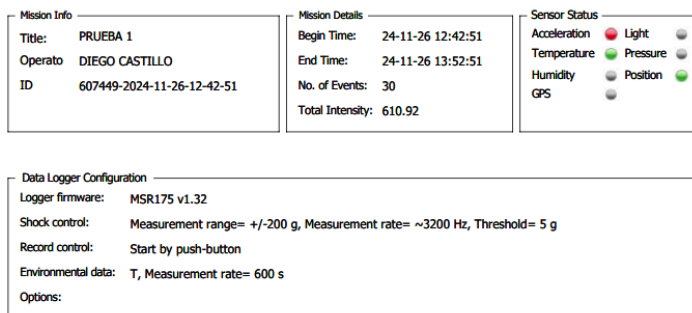 Mission Info
Title: PRUEBA 1
Operato DIEGO CASTILLO
ID 607449-2024-11-26-12-42-51
Mission Details
Begin Time: 24-11-26 12:42:51
End Time: 24-11-26 13:52:51
No. of Events: 30
Total Intensity: 610.92
Sensor Status
Acceleration Light
Temperature Pressure
Humidity Position
GPS
Data Logger Configuration
Logger firmware: MSR175 v1.32
Shock control: Measurement range= +/-200 g, Measurement rate= ~3200 Hz, Threshold= 5 g
Record control: Start by push-button
Environmental data: T, Measurement rate= 600 s
Options: